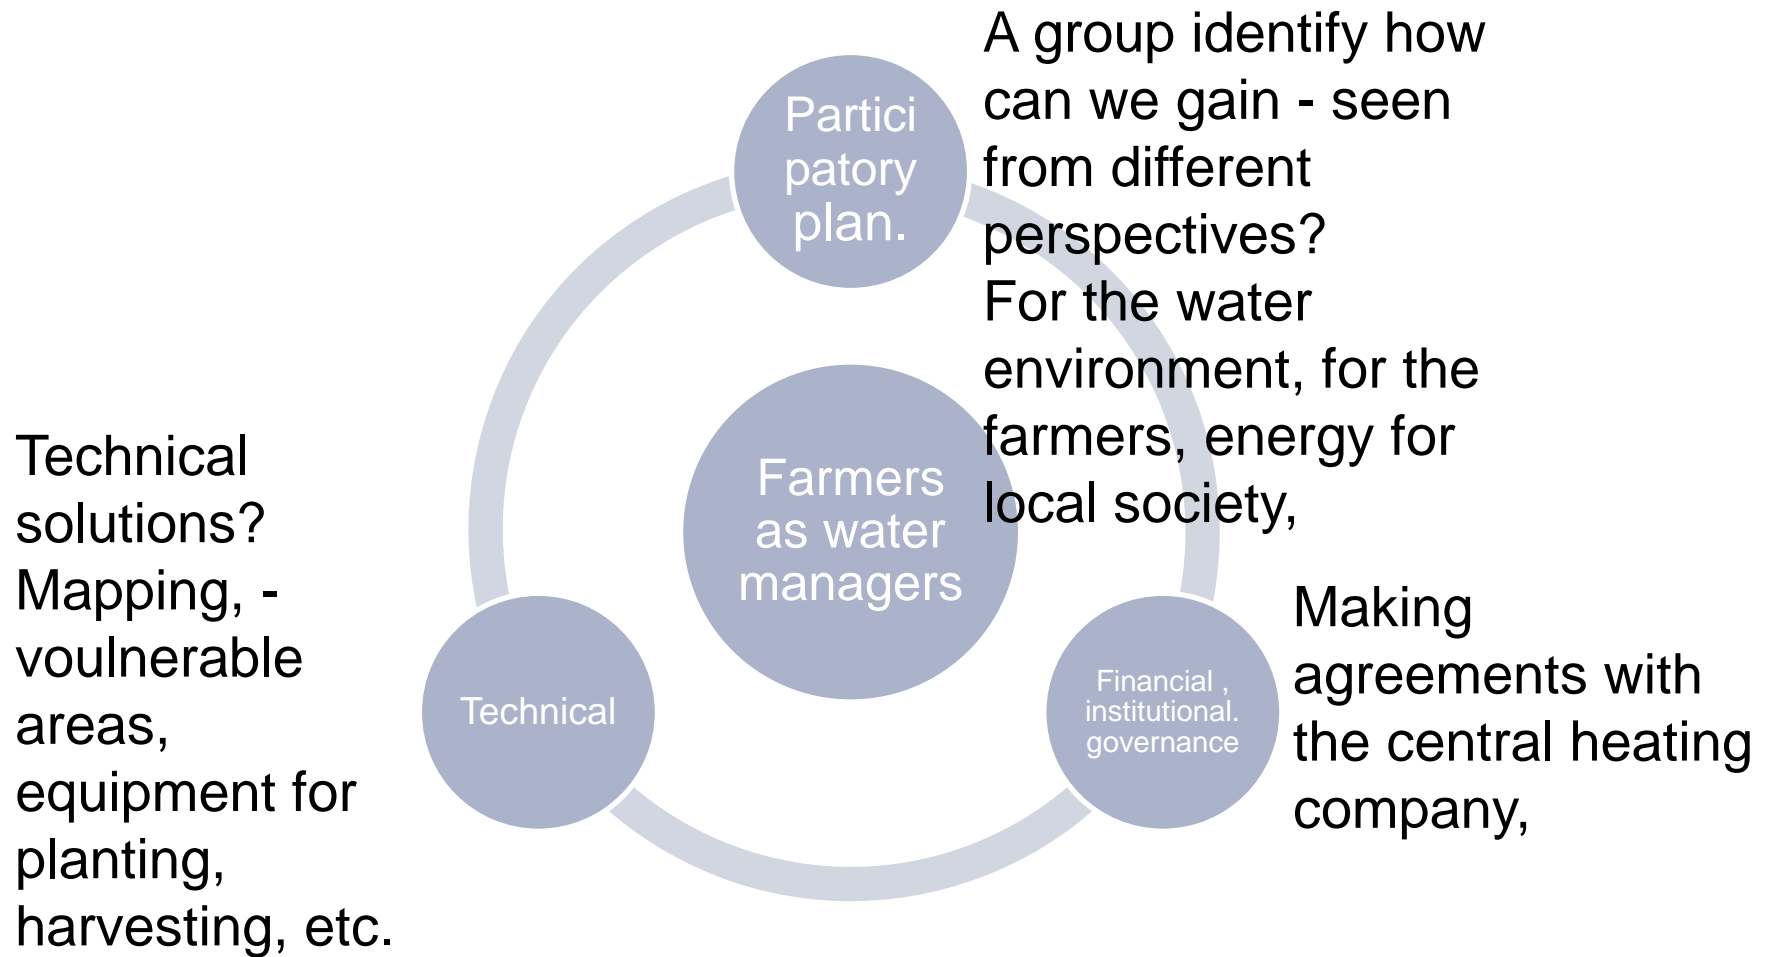 Partici
patory
plan.
A group identify how
can we gain - seen
from different
perspectives?
For the water
environment, for the
farmers, energy for
local society,
Farmers
as water
managers
Technical
solutions?
Mapping, -
voulnerable
areas,
equipment for
planting,
harvesting, etc.
Technical
Financial ,
institutional.
governance
Making
agreements with
the central heating
company,